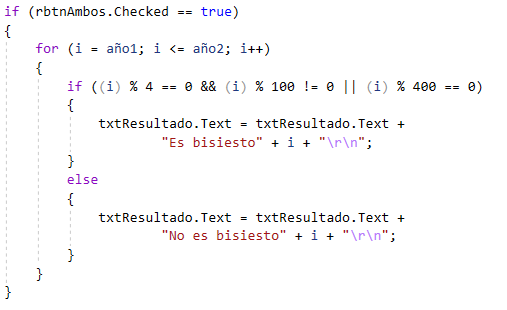 if (rbtnAmbos.Checked == true)
{
for (i = año1; i <= año2; i++)
{
if ((i) % 4 == 0 && (i) % 100 != 0 || (i) % 400 == 0)
{
txtResultado.Text = txtResultado.Text +
"Es bisiesto" + i + "\r\n";
}
else
{
txtResultado.Text = txtResultado.Text +
"No es bisiesto" + i + "\r\n";
}
}
}